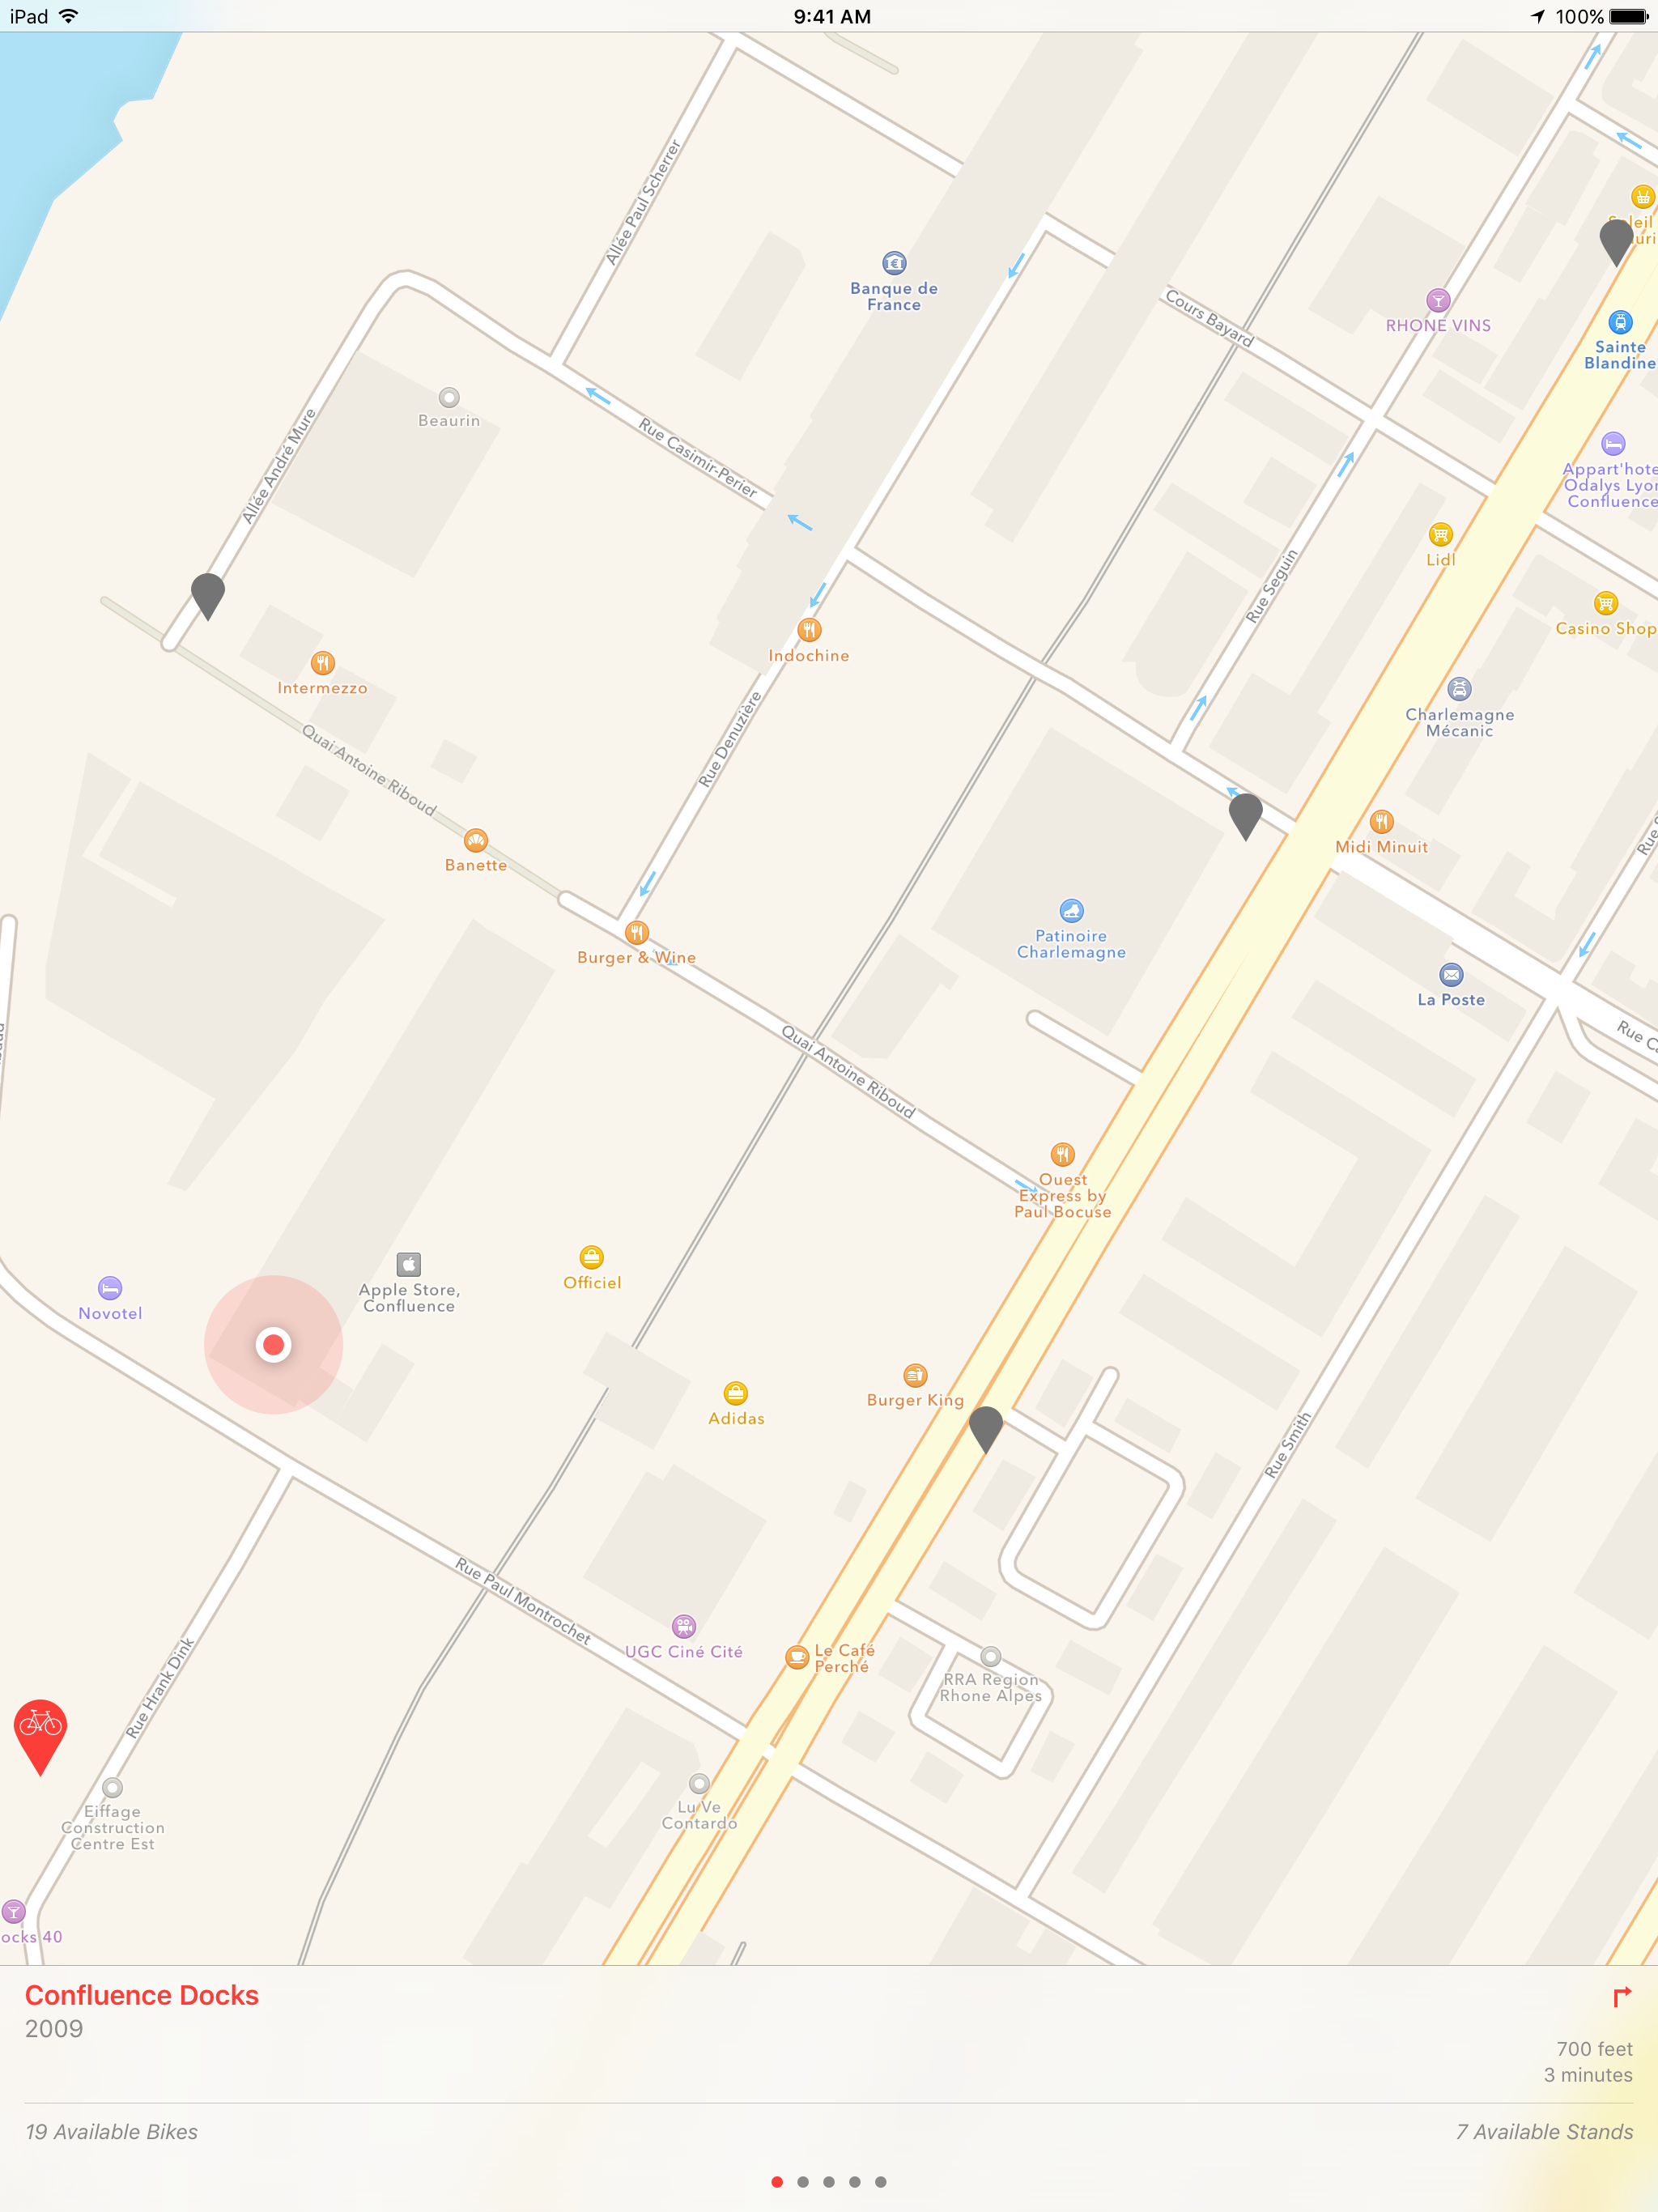 iPad
9:41 AM
100%
Allée Paul Scherrer
Banque de
France
Cours Bayard
RHONE VINS
Sainte
Blandine
Beaurin
Rue Casimir-Perier
Allée André Mure
Appart'hote
Odalys Lyon
Confluence
Lidl
Rue Seguin
Casino Shop
Indochine
Intermezzo
Rue Denuzière
Charlemagne
Mécanic
Quai Antoine Riboud
Banette
Midi Minuit
Burger & Wine
Patinoire
Charlemagne
La Poste
Quai Antoine Riboud
Rue Ca
Ouest
Express by
Paul Bocuse
Apple Store,
Confluence
Officiel
Novotel
Burger King
Adidas
Rue Smith
Rue Paul Montrochet
UGC Ciné Cité
Le Café
Perché
RRA Region
Rhone Alpes
Rue Hrank Dink
Lu Ve
Contardo
Eiffage
Construction
Centre Est
ocks 40
Confluence Docks
2009
700 feet
3 minutes
19 Available Bikes
7 Available Stands